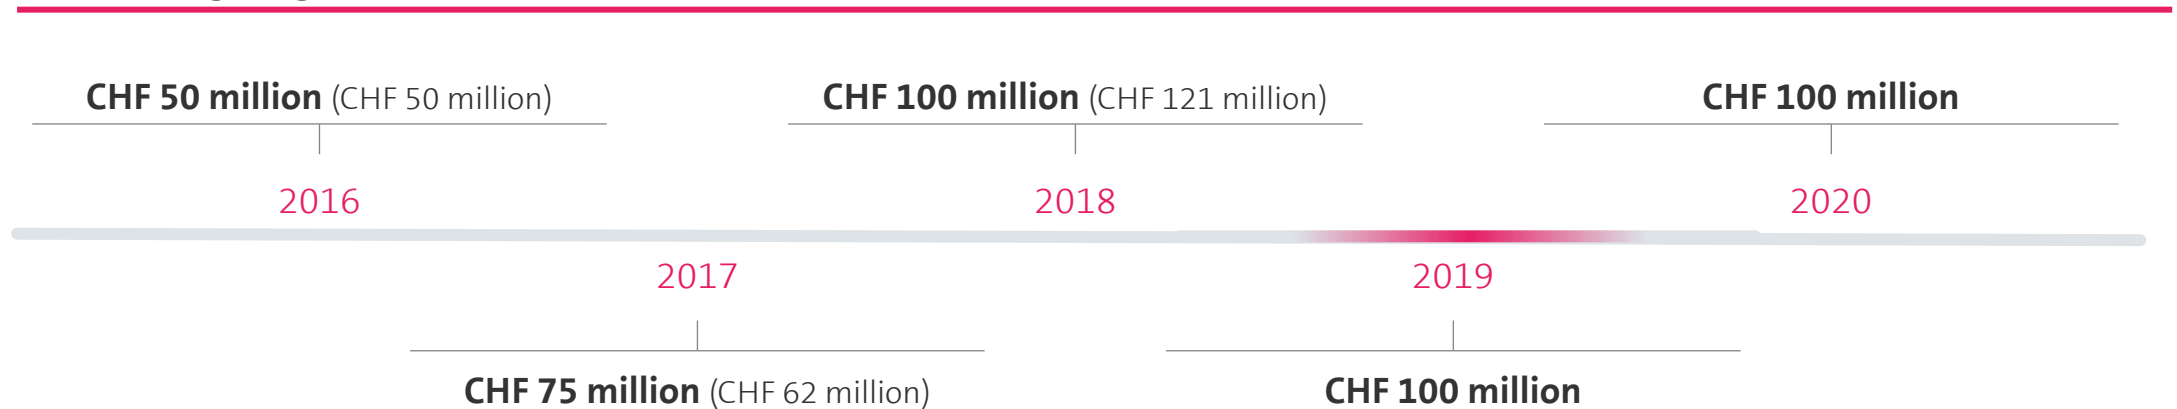 CHF 50 million (CHF 50 million)
CHF 100 million (CHF 121 million)
CHF 100 million
2016
2018
2020
2017
2019
CHF 75 million (CHF 62 million)
CHF 100 million